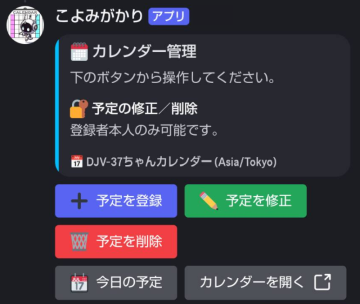 こよみがかり アプリ
カレンダー管理
下のボタンから操作してください。
予定の修正／削除
登録者本人のみ可能です。
DJV-37ちゃんカレンダー (Asia/Tokyo)
予定を登録 予定を修正
予定を削除
今日の予定 カレンダーを開く